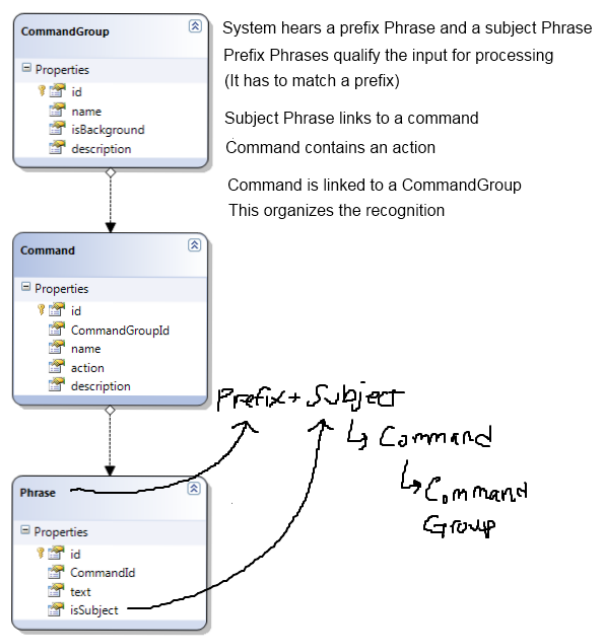 CommandGroup
Properties
id
name
isBackground
description
System hears a prefix Phrase and a subject Phrase
Prefix Phrases qualify the input for processing
(It has to match a prefix)
Subject Phrase links to a command
Command contains an action
Command is linked to a CommandGroup
This organizes the recognition
Command
Properties
id
CommandGroupId
name
action
description
Prefix + Subject
Command
Command
Group
Phrase
Properties
id
CommandId
text
isSubject